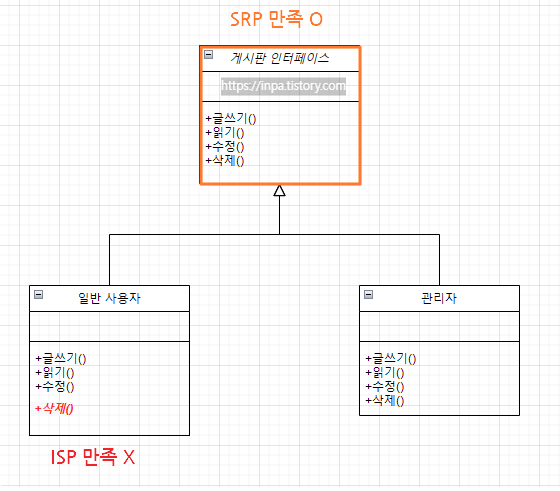 SRP 만족 O
게시판 인터페이스
https://inpa.tistory.com
+글쓰기()
+읽기()
+수정()
+삭제()
일반 사용자
+글쓰기()
+읽기()
+수정()
+삭제()
ISP 만족 X
관리자
+글쓰기()
+읽기()
+수정()
+삭제()